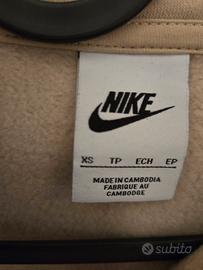 NIKE
XS TP ECH EP
MADE IN CAMBODIA
FABRIQUE AU
CAMBODGE
subito